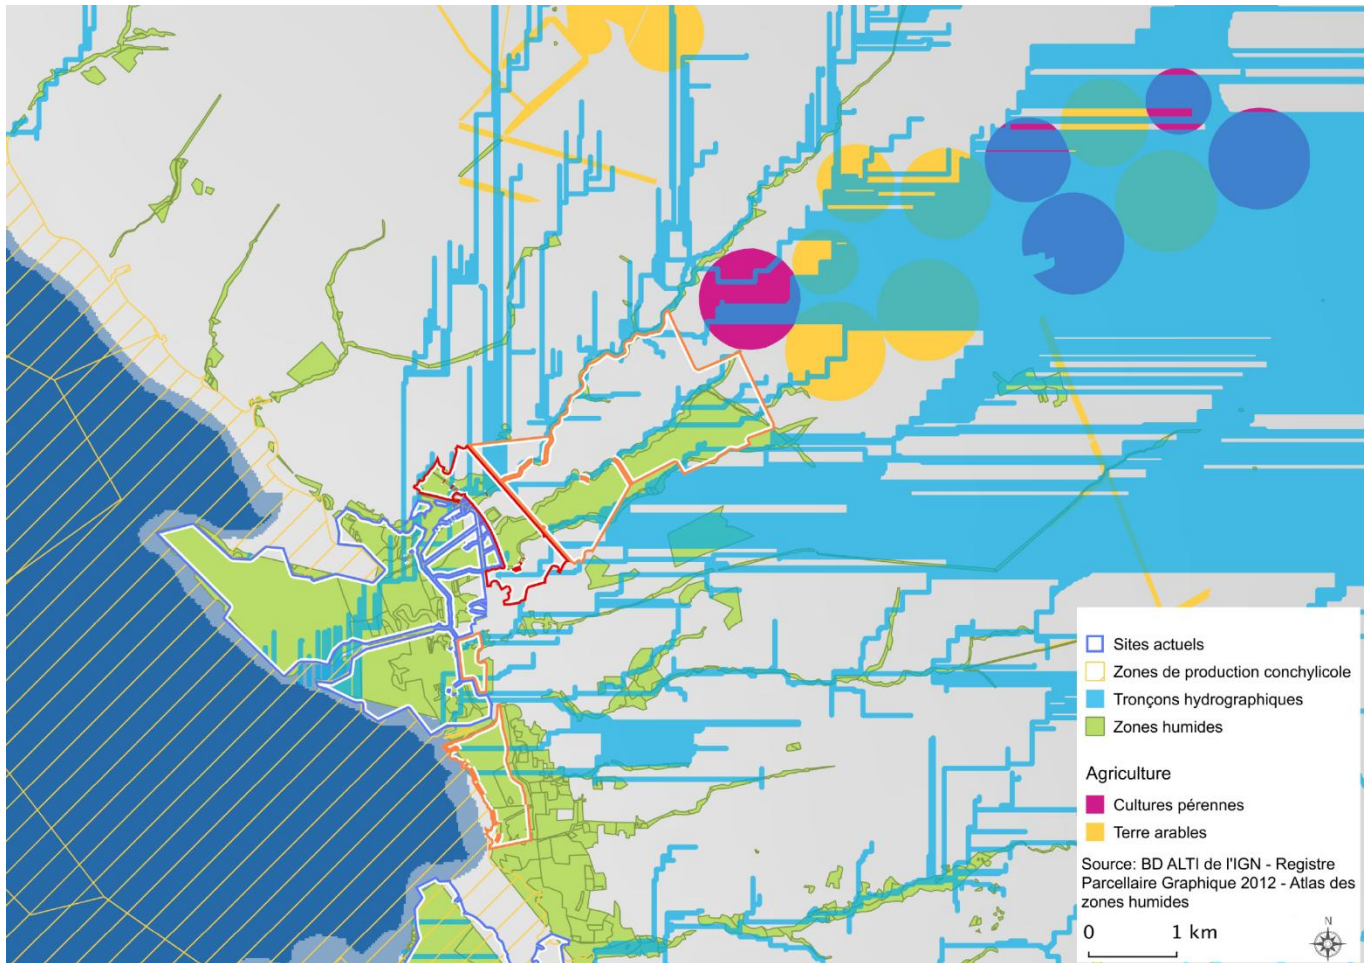 Sites actuels
Zones de production conchylicole
Tronçons hydrographiques
Zones humides
Agriculture
Cultures pérennes
Terre arables
Source: BD ALTI de l'IGN - Registre
Parcellaire Graphique 2012 - Atlas des
zones humides
0 1 km
N